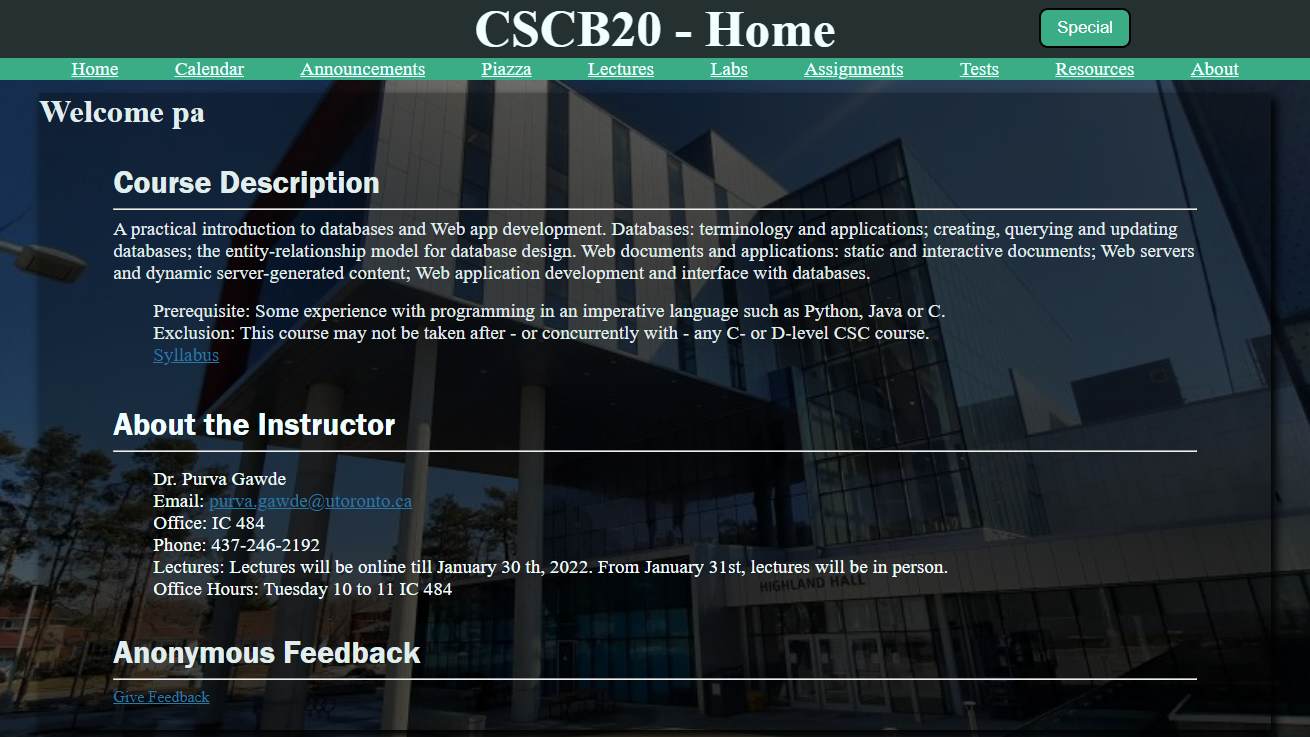 CSCB20 - Home
Special
Home Calendar Announcements Piazza Lectures Labs Assignments Tests Resources About
Welcome pa
Course Description
A practical introduction to databases and Web app development. Databases: terminology and applications; creating, querying and updating
databases; the entity-relationship model for database design. Web documents and applications: static and interactive documents; Web servers
and dynamic server-generated content; Web application development and interface with databases.
Prerequisite: Some experience with programming in an imperative language such as Python, Java or C.
Exclusion: This course may not be taken after - or concurrently with - any C- or D-level CSC course.
Syllabus
About the Instructor
Dr. Purva Gawde
Email: purva.gawde@utoronto.ca
Office: IC 484
Phone: 437-246-2192
Lectures: Lectures will be online till January 30 th, 2022. From January 31st, lectures will be in person.
HIGHLAND HALL
Office Hours: Tuesday 10 to 11 IC 484
Anonymous Feedback
Give Feedback